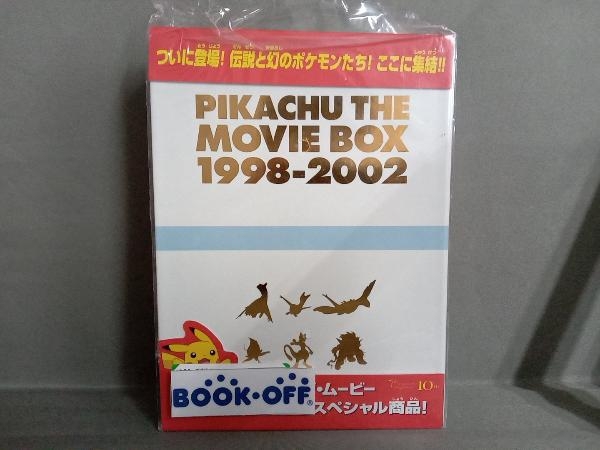 ついに登場! 伝説と幻のポケモンたち! ここに集結!!
PIKACHU THE
MOVIE BOX
1998-2002
・ムービー
スペシャル商品!
10th
BOOK・OFF®